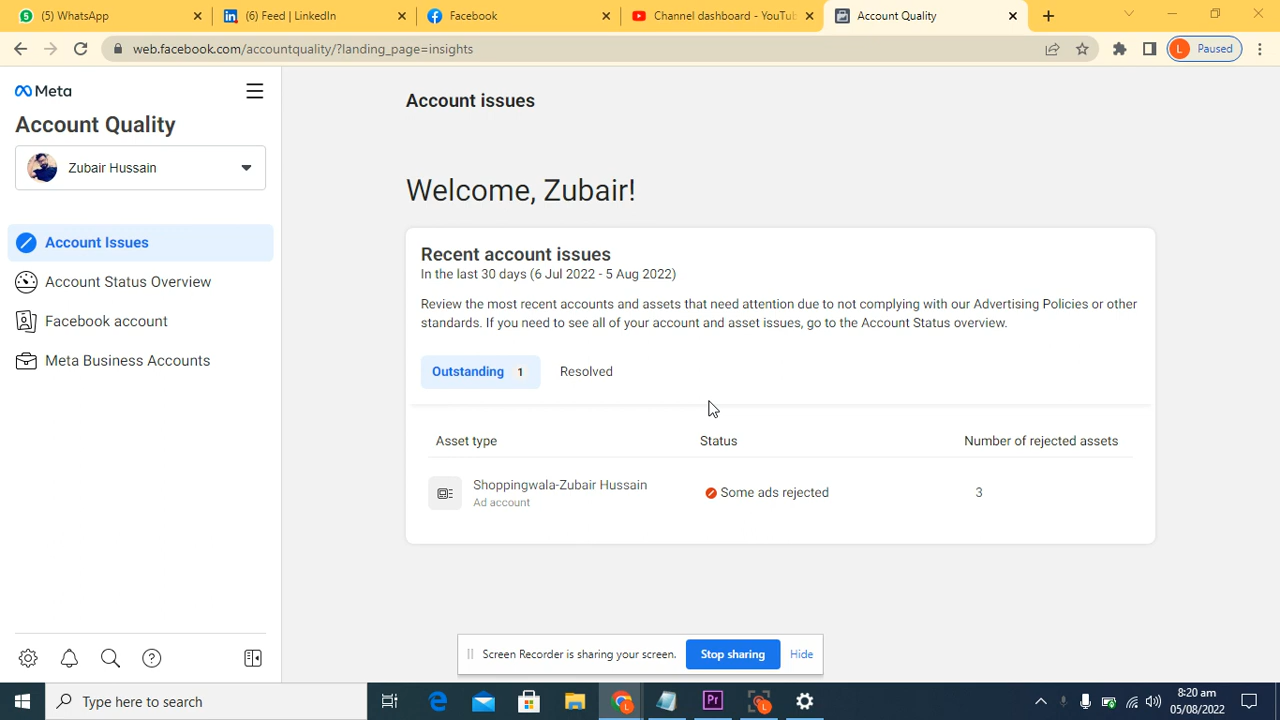 (5) WhatsApp
(6) Feed | LinkedIn
Facebook
Channel dashboard - YouTub
Account Quality
web.facebook.com/accountquality/?landing_page=insights
L Paused
Meta
Account Quality
Zubair Hussain
Account Issues
Account Status Overview
Facebook account
Meta Business Accounts
Account issues
Welcome, Zubair!
Recent account issues
In the last 30 days (6 Jul 2022 - 5 Aug 2022)
Review the most recent accounts and assets that need attention due to not complying with our Advertising Policies or other
standards. If you need to see all of your account and asset issues, go to the Account Status overview.
Outstanding 1 Resolved
Asset type Status Number of rejected assets
Shoppingwala-Zubair Hussain
Ad account
Some ads rejected
3
Screen Recorder is sharing your screen. Stop sharing Hide
Type here to search
Pr
8:20 am
05/08/2022